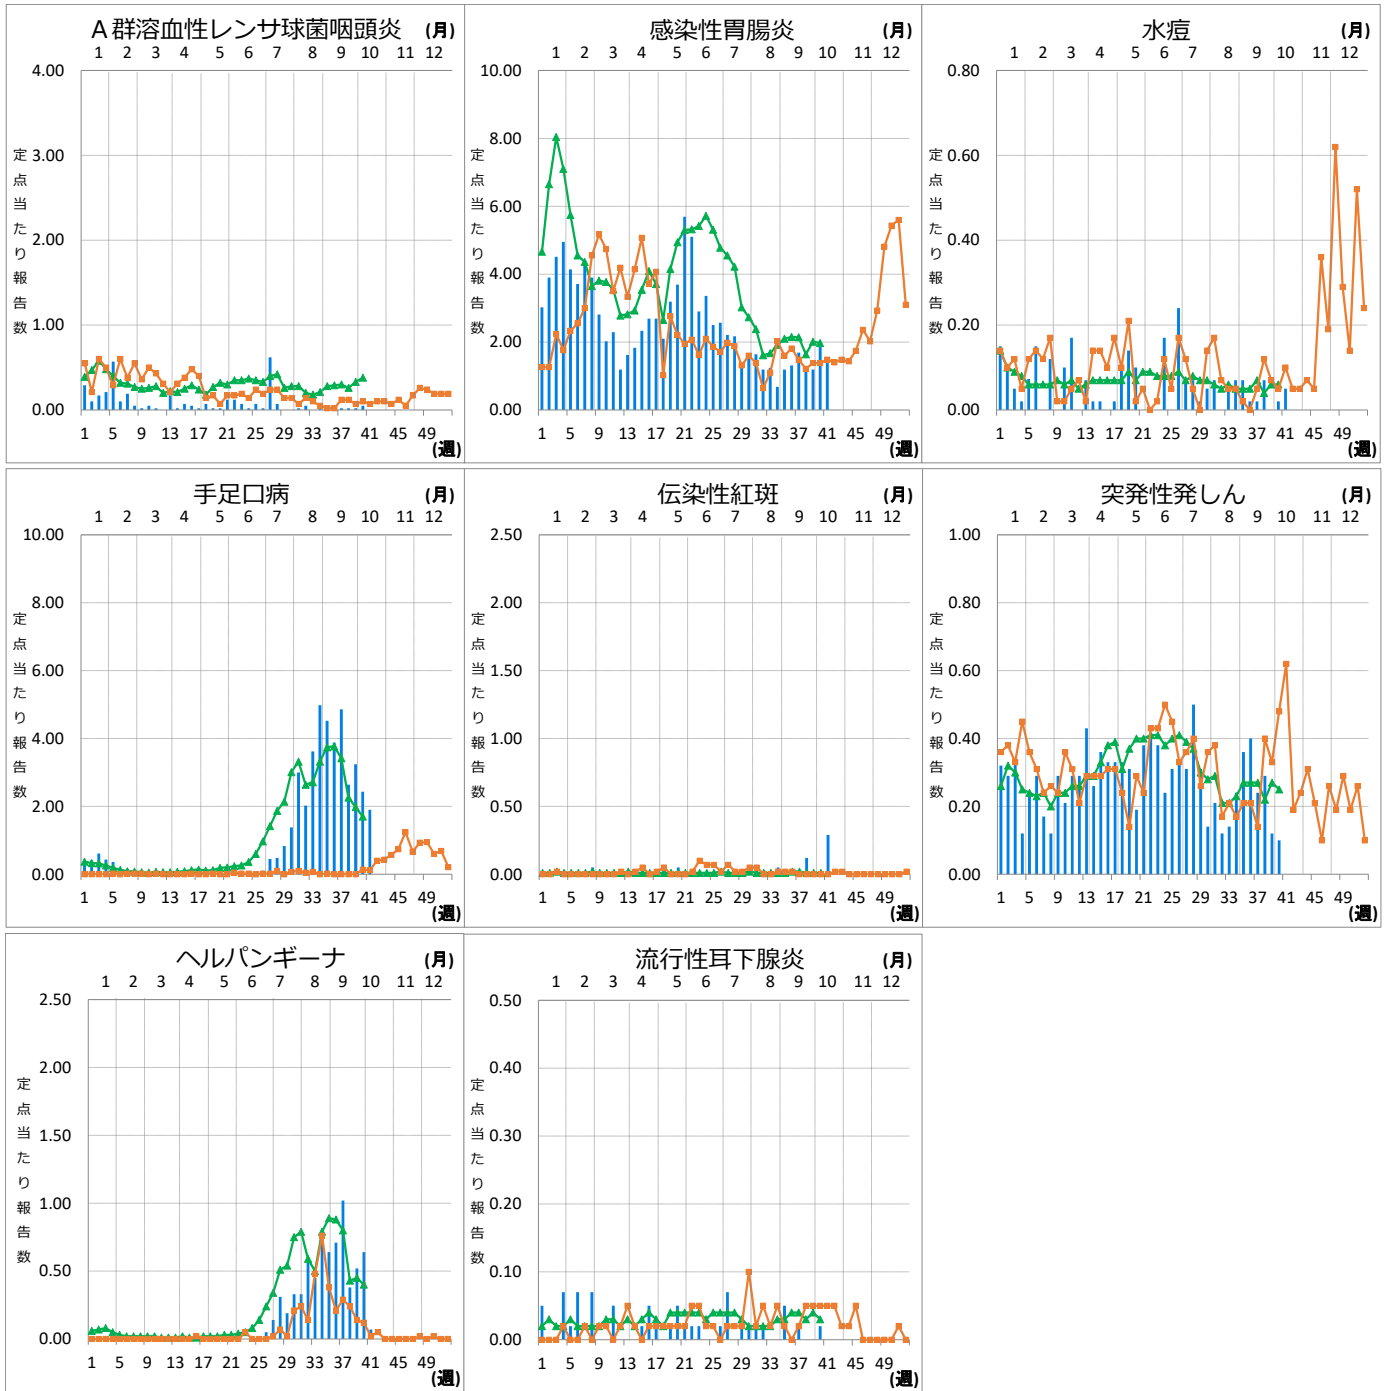 A群溶血性レンサ球菌咽頭炎 (月)
1 2 3 4 5 6 7 8 9 10 11 12
4.00
3.00
2.00
1.00
0.00
定点当たり報告数
1 5 9 13 17 21 25 29 33 37 41 45 49
(週)
感染性胃腸炎 (月)
1 2 3 4 5 6 7 8 9 10 11 12
10.00
8.00
6.00
4.00
2.00
0.00
定点当たり報告数
1 5 9 13 17 21 25 29 33 37 41 45 49
(週)
水痘 (月)
1 2 3 4 5 6 7 8 9 10 11 12
0.80
0.60
0.40
0.20
0.00
定点当たり報告数
1 5 9 13 17 21 25 29 33 37 41 45 49
(週)
手足口病 (月)
1 2 3 4 5 6 7 8 9 10 11 12
10.00
8.00
6.00
4.00
2.00
0.00
定点当たり報告数
1 5 9 13 17 21 25 29 33 37 41 45 49
(週)
伝染性紅斑 (月)
1 2 3 4 5 6 7 8 9 10 11 12
2.50
2.00
1.50
1.00
0.50
0.00
定点当たり報告数
1 5 9 13 17 21 25 29 33 37 41 45 49
(週)
突発性発しん (月)
1 2 3 4 5 6 7 8 9 10 11 12
1.00
0.80
0.60
0.40
0.20
0.00
定点当たり報告数
1 5 9 13 17 21 25 29 33 37 41 45 49
(週)
ヘルパンギーナ (月)
1 2 3 4 5 6 7 8 9 10 11 12
2.50
2.00
1.50
1.00
0.50
0.00
定点当たり報告数
1 5 9 13 17 21 25 29 33 37 41 45 49
(週)
流行性耳下腺炎 (月)
1 2 3 4 5 6 7 8 9 10 11 12
0.50
0.40
0.30
0.20
0.10
0.00
定点当たり報告数
1 5 9 13 17 21 25 29 33 37 41 45 49
(週)